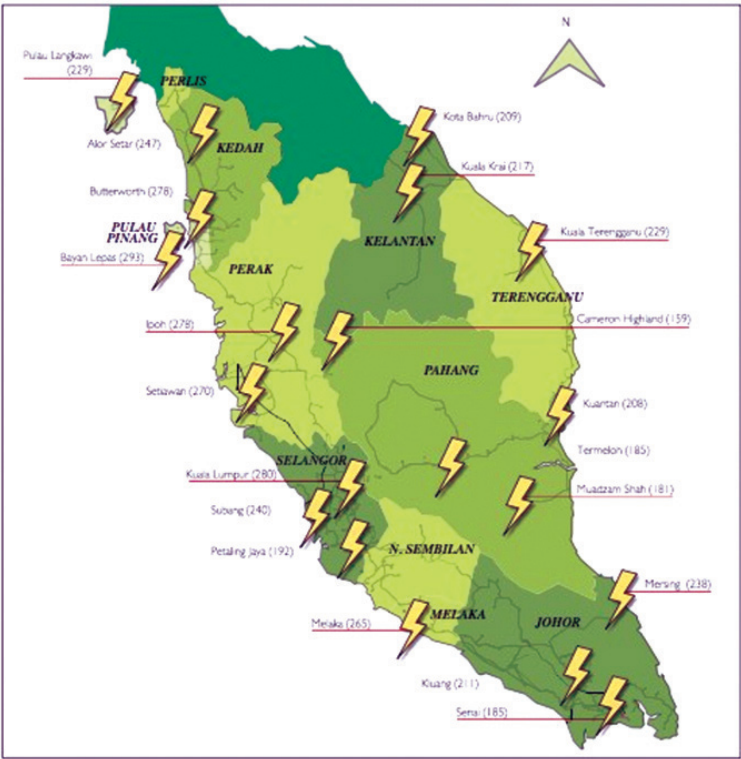 N
Pulau Langkawi
(229)
PERLIS
Alor Setar (247)
KEDAH
Kota Bahru (209)
Kuala Krai (217)
Butterworth (278)
PULAU
PINANG
Bayan Lepas (293)
KELANTAN
Kuala Terengganu (229)
PERAK
TERENGGANU
Ipoh (278)
Cameron Highland (159)
PAHANG
Setiawan (270)
Kuantan (208)
Termelon (185)
SELANGOR
Kuala Lumpur (280)
Muadzam Shah (181)
Subang (240)
Petaling Jaya (192)
N. SEMBILAN
Mersing (238)
MELAKA
Melaka (265)
JOHOR
Kluang (211)
Senai (185)